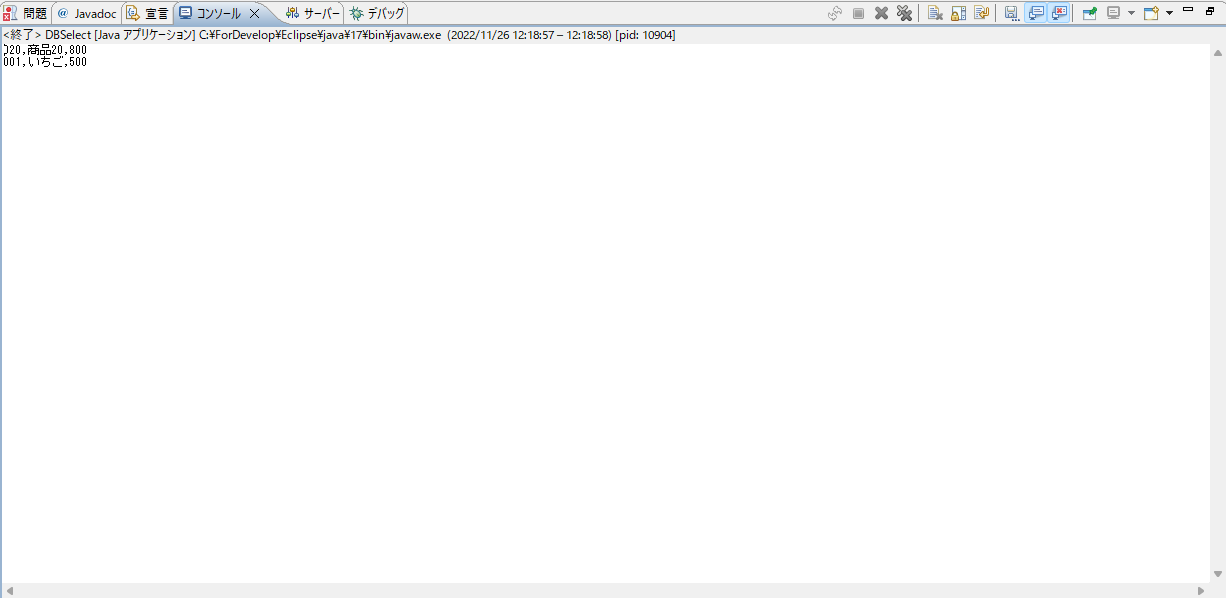 問題 @ Javadoc 宣言 コンソール サーバー デバッグ
<終了> DBSelect [Java アプリケーション] C:¥ForDevelop¥Eclipse¥java¥17¥bin¥javaw.exe (2022/11/26 12:18:57 – 12:18:58) [pid: 10904]
020,商品20,800
001,いちご,500